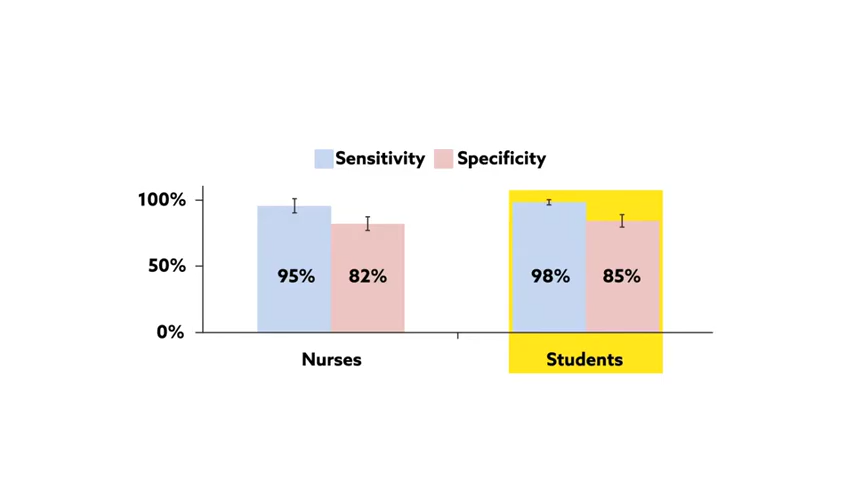 Sensitivity Specificity
100%
50%
0%
95% 82% 98% 85%
Nurses Students